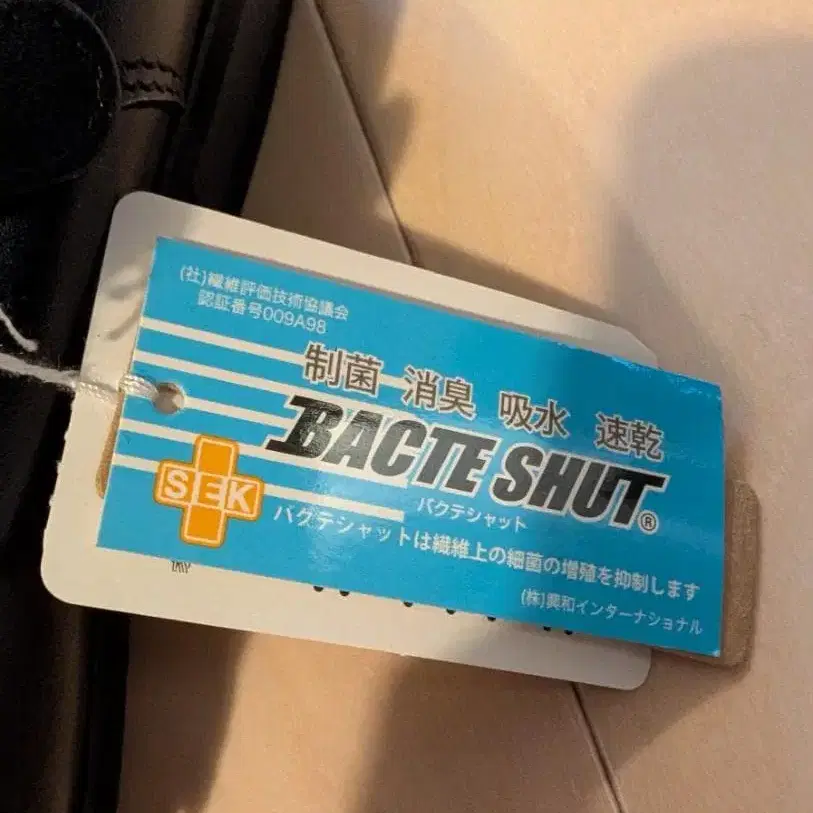 (社)繊維評価技術協議会
認証番号009A98
制菌 消臭 吸水 速乾
BACTE SHUT®
バクテシャット
SEK
バクテシャットは繊維上の細菌の増殖を抑制します
(株)興和インターナショナル